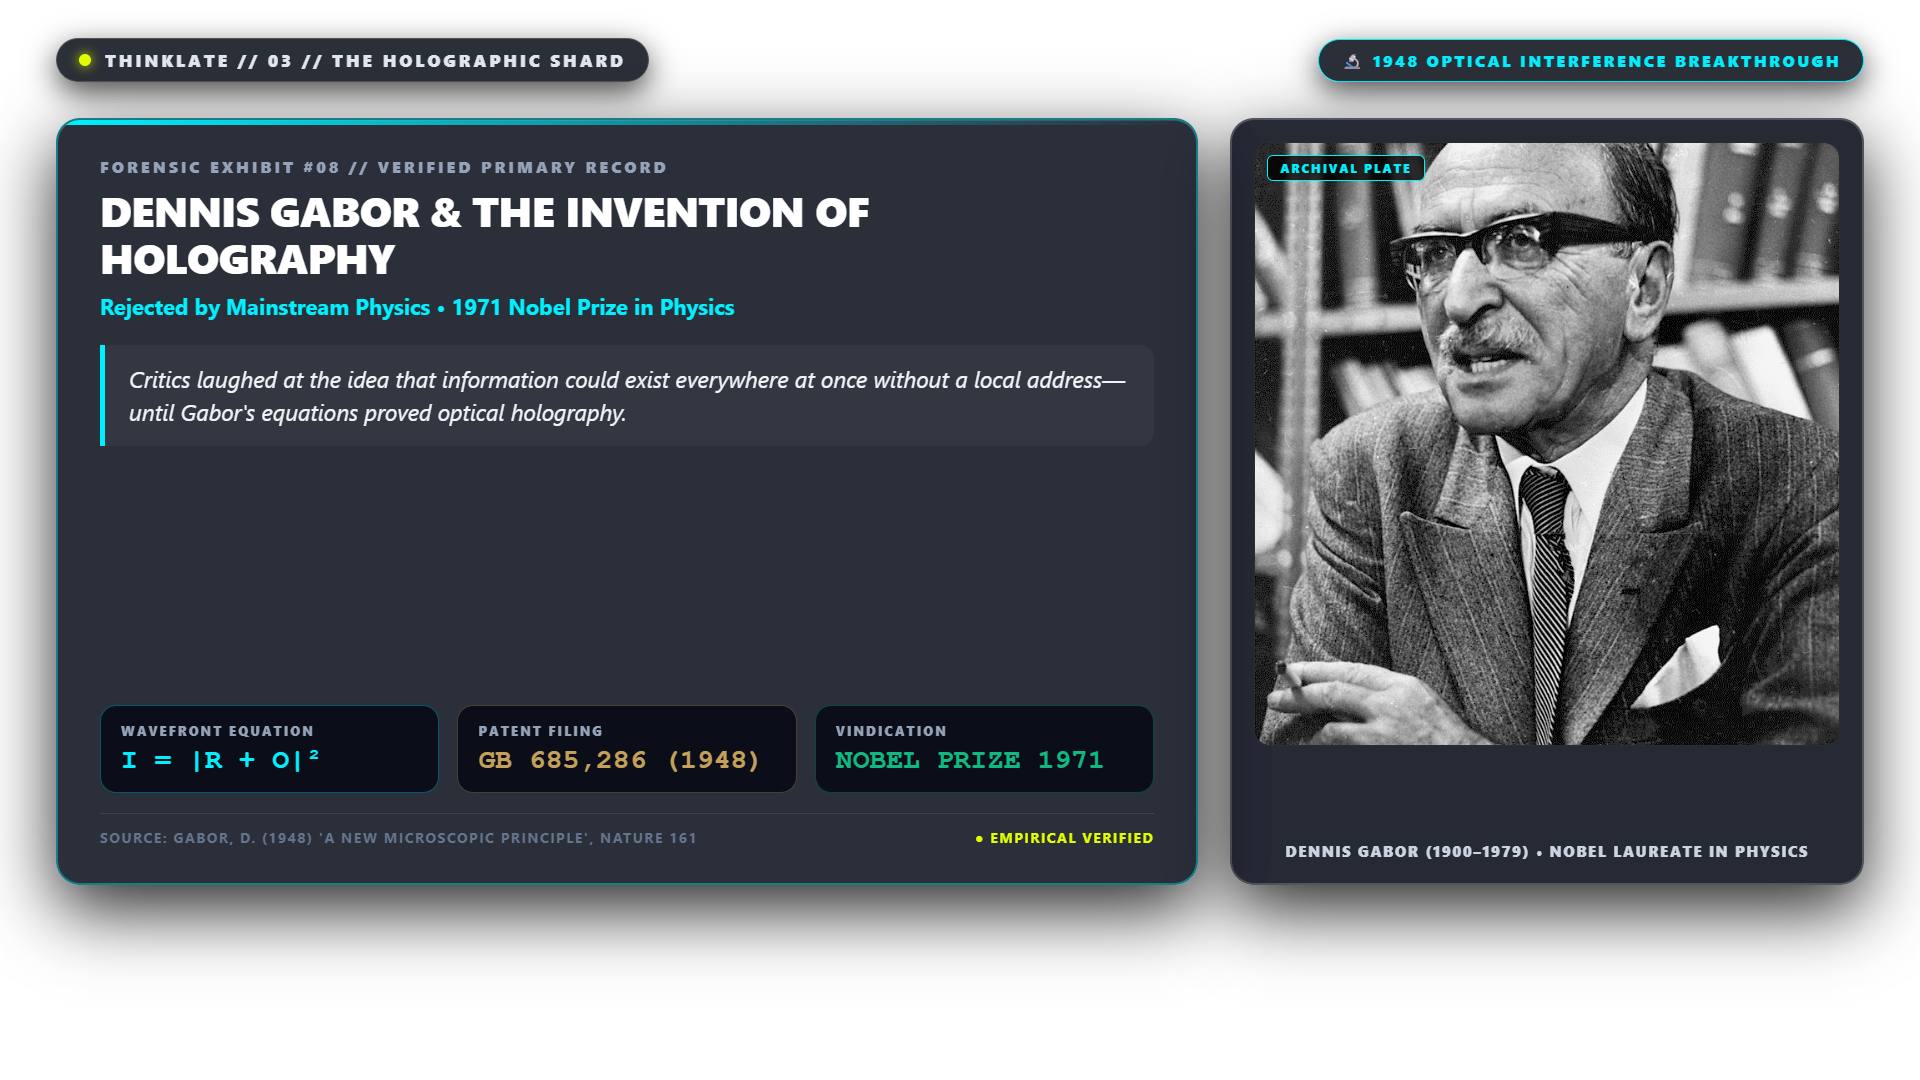 THINKLATE // 03 // THE HOLOGRAPHIC SHARD
🔬 1948 OPTICAL INTERFERENCE BREAKTHROUGH
FORENSIC EXHIBIT #08 // VERIFIED PRIMARY RECORD
DENNIS GABOR & THE INVENTION OF
HOLOGRAPHY
Rejected by Mainstream Physics • 1971 Nobel Prize in Physics
Critics laughed at the idea that information could exist everywhere at once without a local address—
until Gabor's equations proved optical holography.
WAVEFRONT EQUATION
I = |R + O|²
PATENT FILING
GB 685,286 (1948)
VINDICATION
NOBEL PRIZE 1971
SOURCE: GABOR, D. (1948) 'A NEW MICROSCOPIC PRINCIPLE', NATURE 161
● EMPIRICAL VERIFIED
ARCHIVAL PLATE
DENNIS GABOR (1900–1979) • NOBEL LAUREATE IN PHYSICS